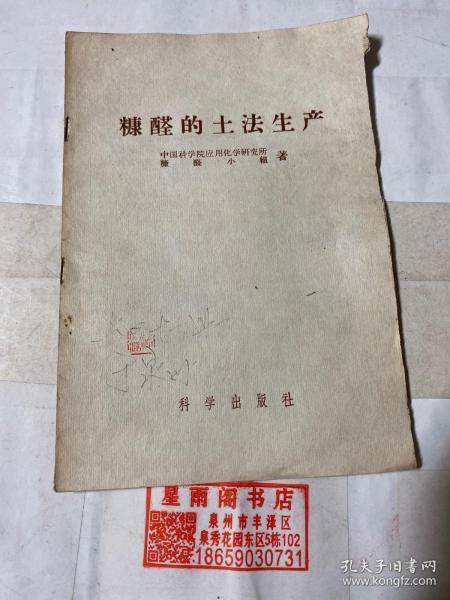 糠醛的土法生产
中国科学院应用化学研究所
糠醛小组 著
科学出版社
星雨阁书店
泉州市丰泽区
泉秀花园东区5栋102
18659030731
孔夫子旧书网
www.kongfz.com